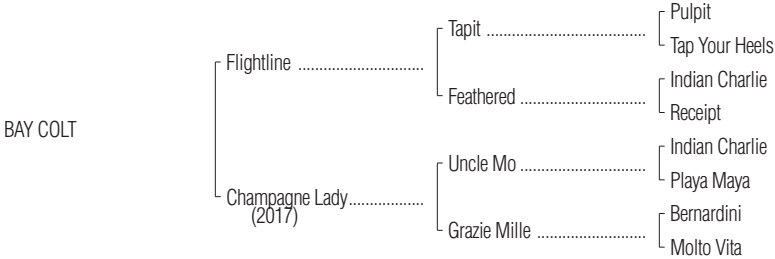 Pulpit
Tapit ......................................
Tap Your Heels
Flightline ..............................
Indian Charlie
Feathered ..............................
Receipt
BAY COLT
Indian Charlie
Uncle Mo ..............................
Playa Maya
Champagne Lady..................
(2017)
Bernardini
Grazie Mille ..........................
Molto Vita